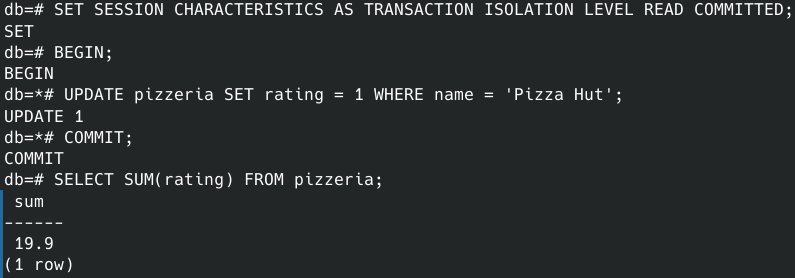 db=# SET SESSION CHARACTERISTICS AS TRANSACTION ISOLATION LEVEL READ COMMITTED;
SET
db=# BEGIN;
BEGIN
db=*# UPDATE pizzeria SET rating = 1 WHERE name = 'Pizza Hut';
UPDATE 1
db=*# COMMIT;
COMMIT
db=# SELECT SUM(rating) FROM pizzeria;
 sum
------
 19.9
(1 row)